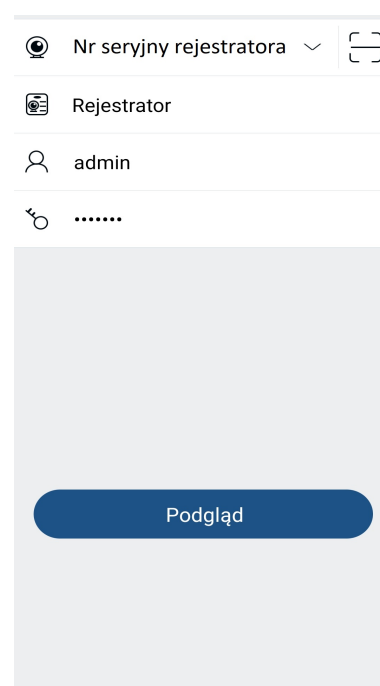 Nr seryjny rejestratora
Rejestrator
admin
•••••••
Podgląd